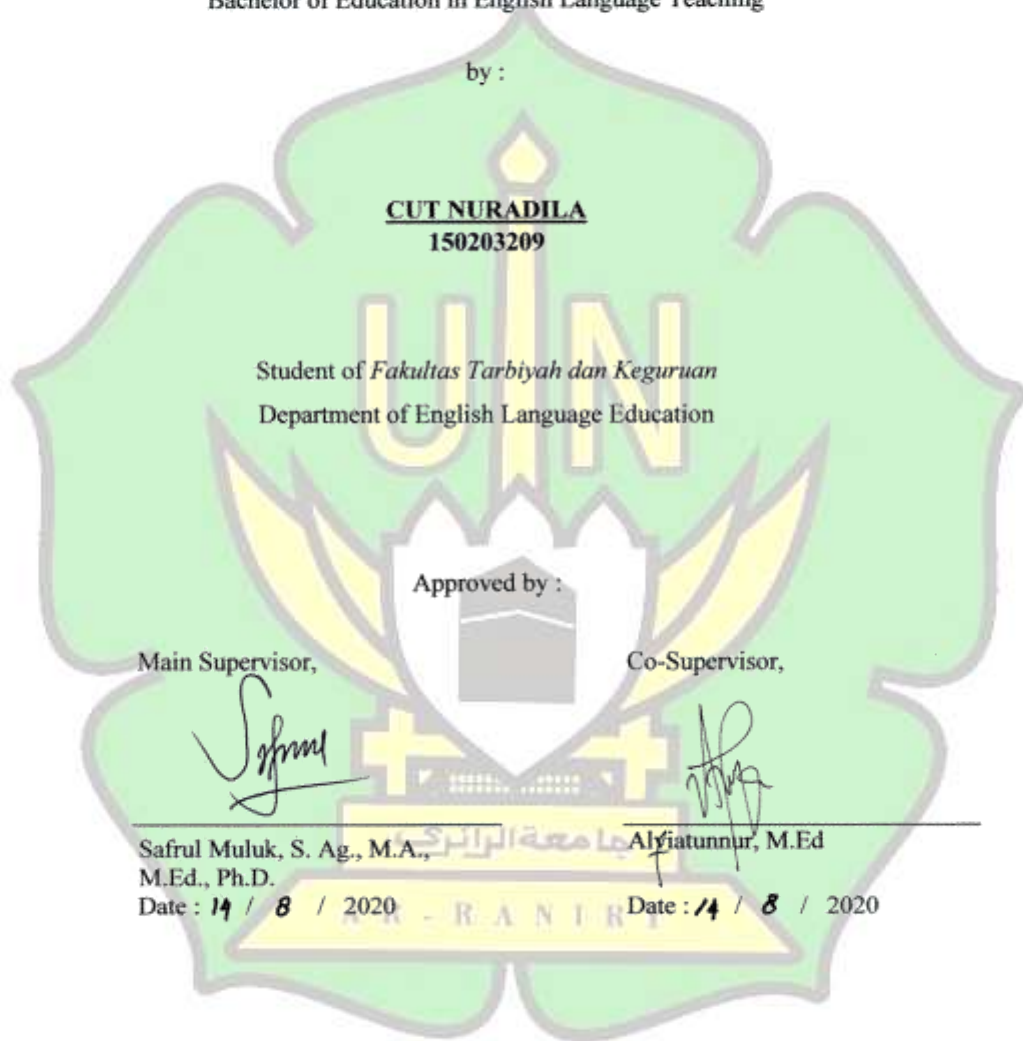 Bachelor of Education in English Language Teaching
by :
CUT NURADILA
150203209
UIN
Student of Fakultas Tarbiyah dan Keguruan
Department of English Language Education
Approved by :
Main Supervisor,
Co-Supervisor,
Safrul Muluk, S. Ag., M.A.,
M.Ed., Ph.D.
Date : 14 / 8 / 2020
Alfiatunnur, M.Ed
Date : 14 / 8 / 2020
جامعة الرانري
AR-RANIRY